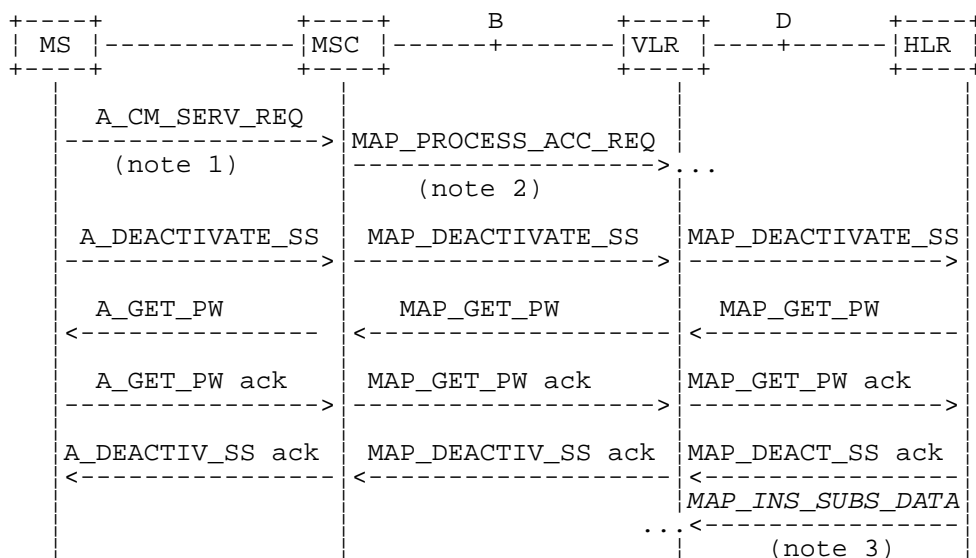 B D
MS MSC VLR HLR
A_CM_SERV_REQ
MAP_PROCESS_ACC_REQ
(note 1) ...
(note 2)
A_DEACTIVATE_SS MAP_DEACTIVATE_SS MAP_DEACTIVATE_SS
A_GET_PW MAP_GET_PW MAP_GET_PW
A_GET_PW ack MAP_GET_PW ack MAP_GET_PW ack
A_DEACTIV_SS ack MAP_DEACTIV_SS ack MAP_DEACT_SS ack
MAP_INS_SUBS_DATA
...
(note 3)